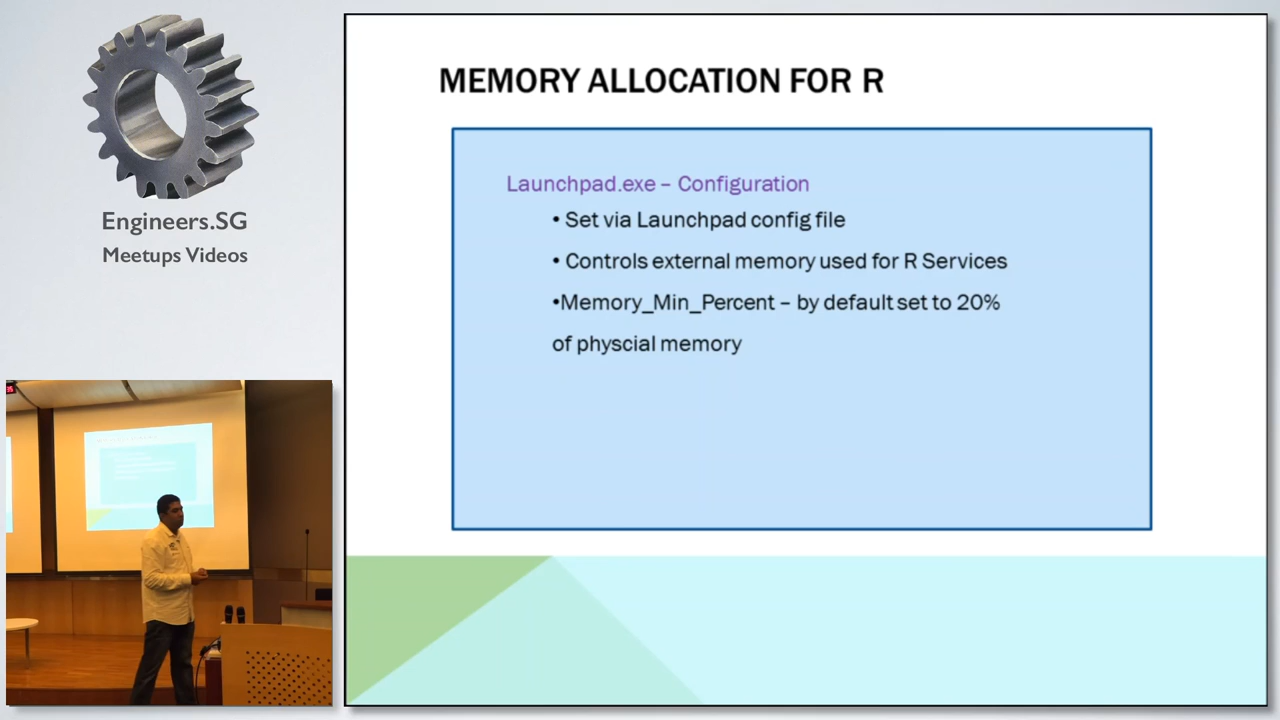 Engineers.SG
Meetups Videos
MEMORY ALLOCATION FOR R
Launchpad.exe – Configuration
• Set via Launchpad config file
• Controls external memory used for R Services
•Memory_Min_Percent – by default set to 20%
of physcial memory